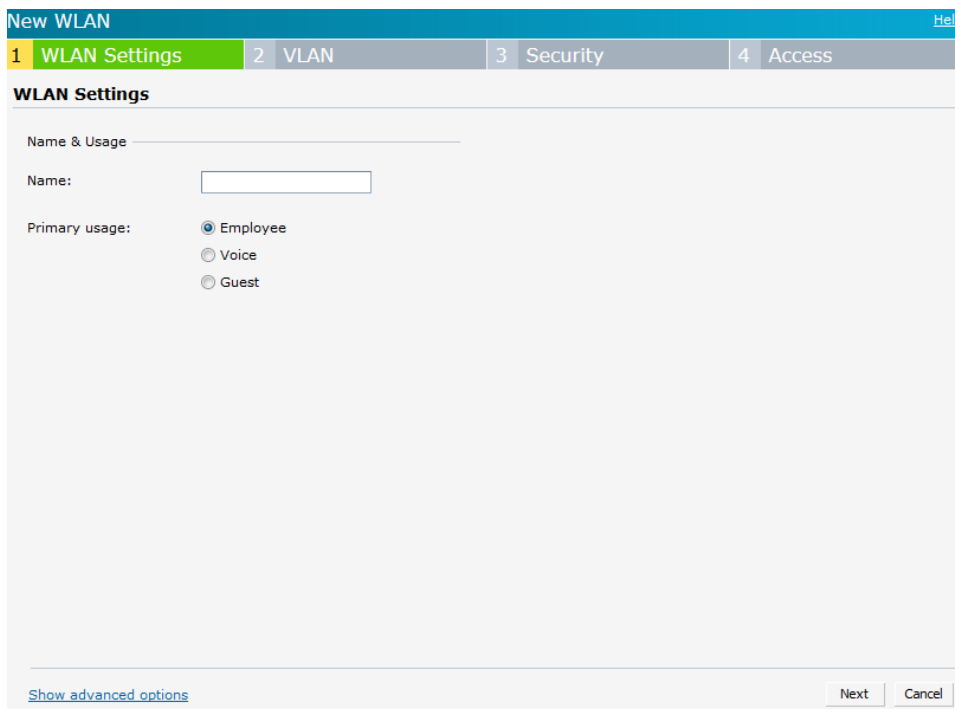 New WLAN Hel
1 WLAN Settings 2 VLAN 3 Security 4 Access
WLAN Settings
Name & Usage
Name:
Primary usage: Employee
Voice
Guest
Show advanced options Next Cancel